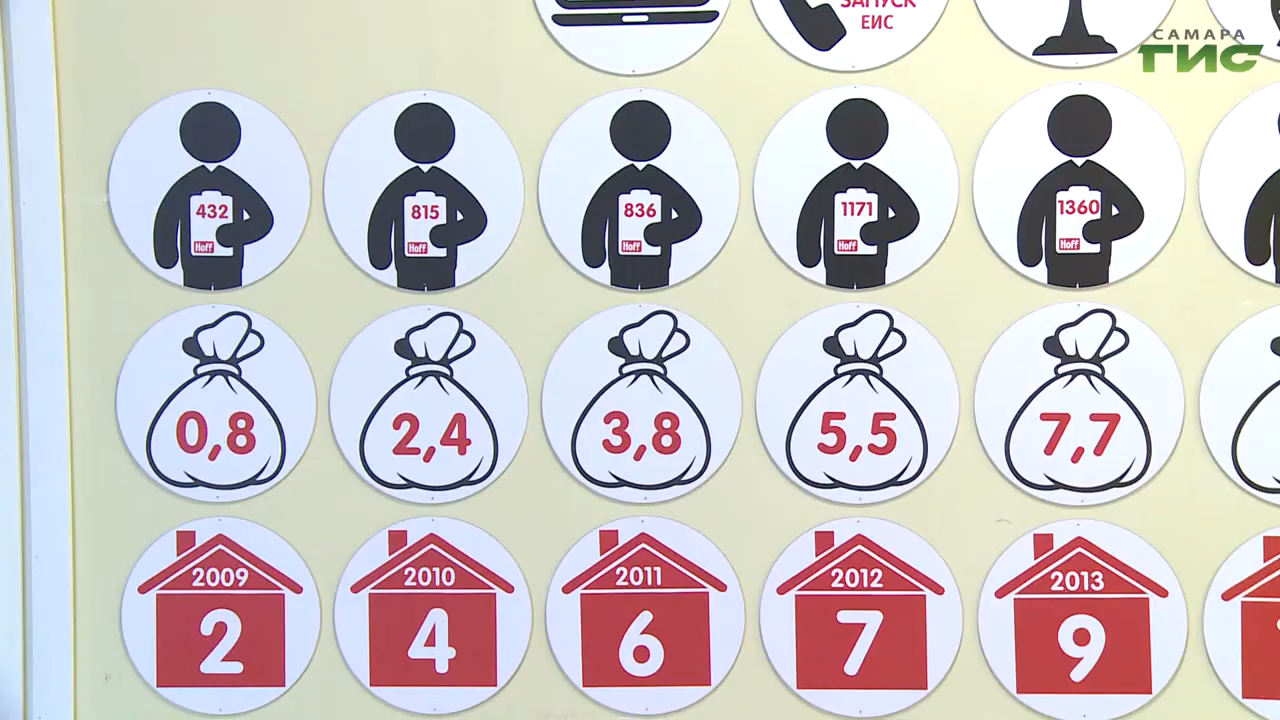 ЗАПУСК
ЕИС
САМАРА
ГИС
432
Hoff
815
Hoff
836
Hoff
1171
Hoff
1360
Hoff
0,8
2,4
3,8
5,5
7,7
2009
2
2010
4
2011
6
2012
7
2013
9